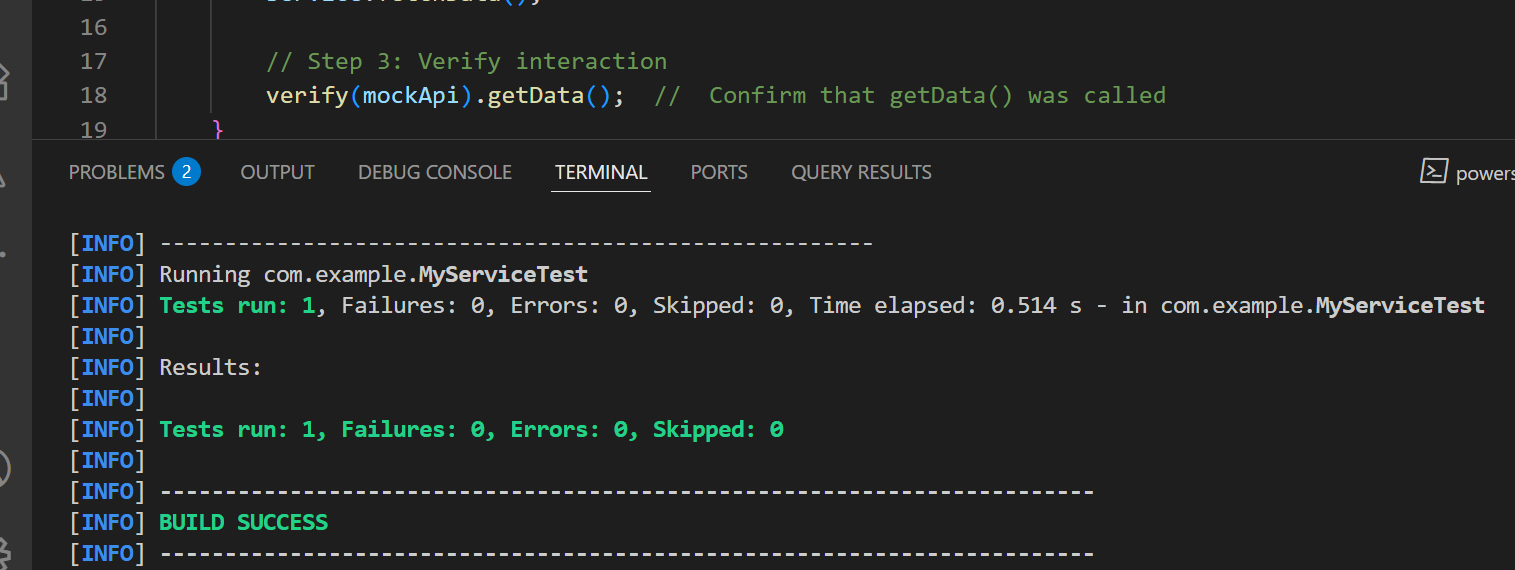 16
17 // Step 3: Verify interaction
18 verify(mockApi).getData(); //  Confirm that getData() was called
19 }
PROBLEMS 2 OUTPUT DEBUG CONSOLE TERMINAL PORTS QUERY RESULTS powers
[INFO] -------------------------------------------------------
[INFO] Running com.example.MyServiceTest
[INFO] Tests run: 1, Failures: 0, Errors: 0, Skipped: 0, Time elapsed: 0.514 s - in com.example.MyServiceTest
[INFO]
[INFO] Results:
[INFO]
[INFO] Tests run: 1, Failures: 0, Errors: 0, Skipped: 0
[INFO]
[INFO] ------------------------------------------------------------------------
[INFO] BUILD SUCCESS
[INFO] ------------------------------------------------------------------------